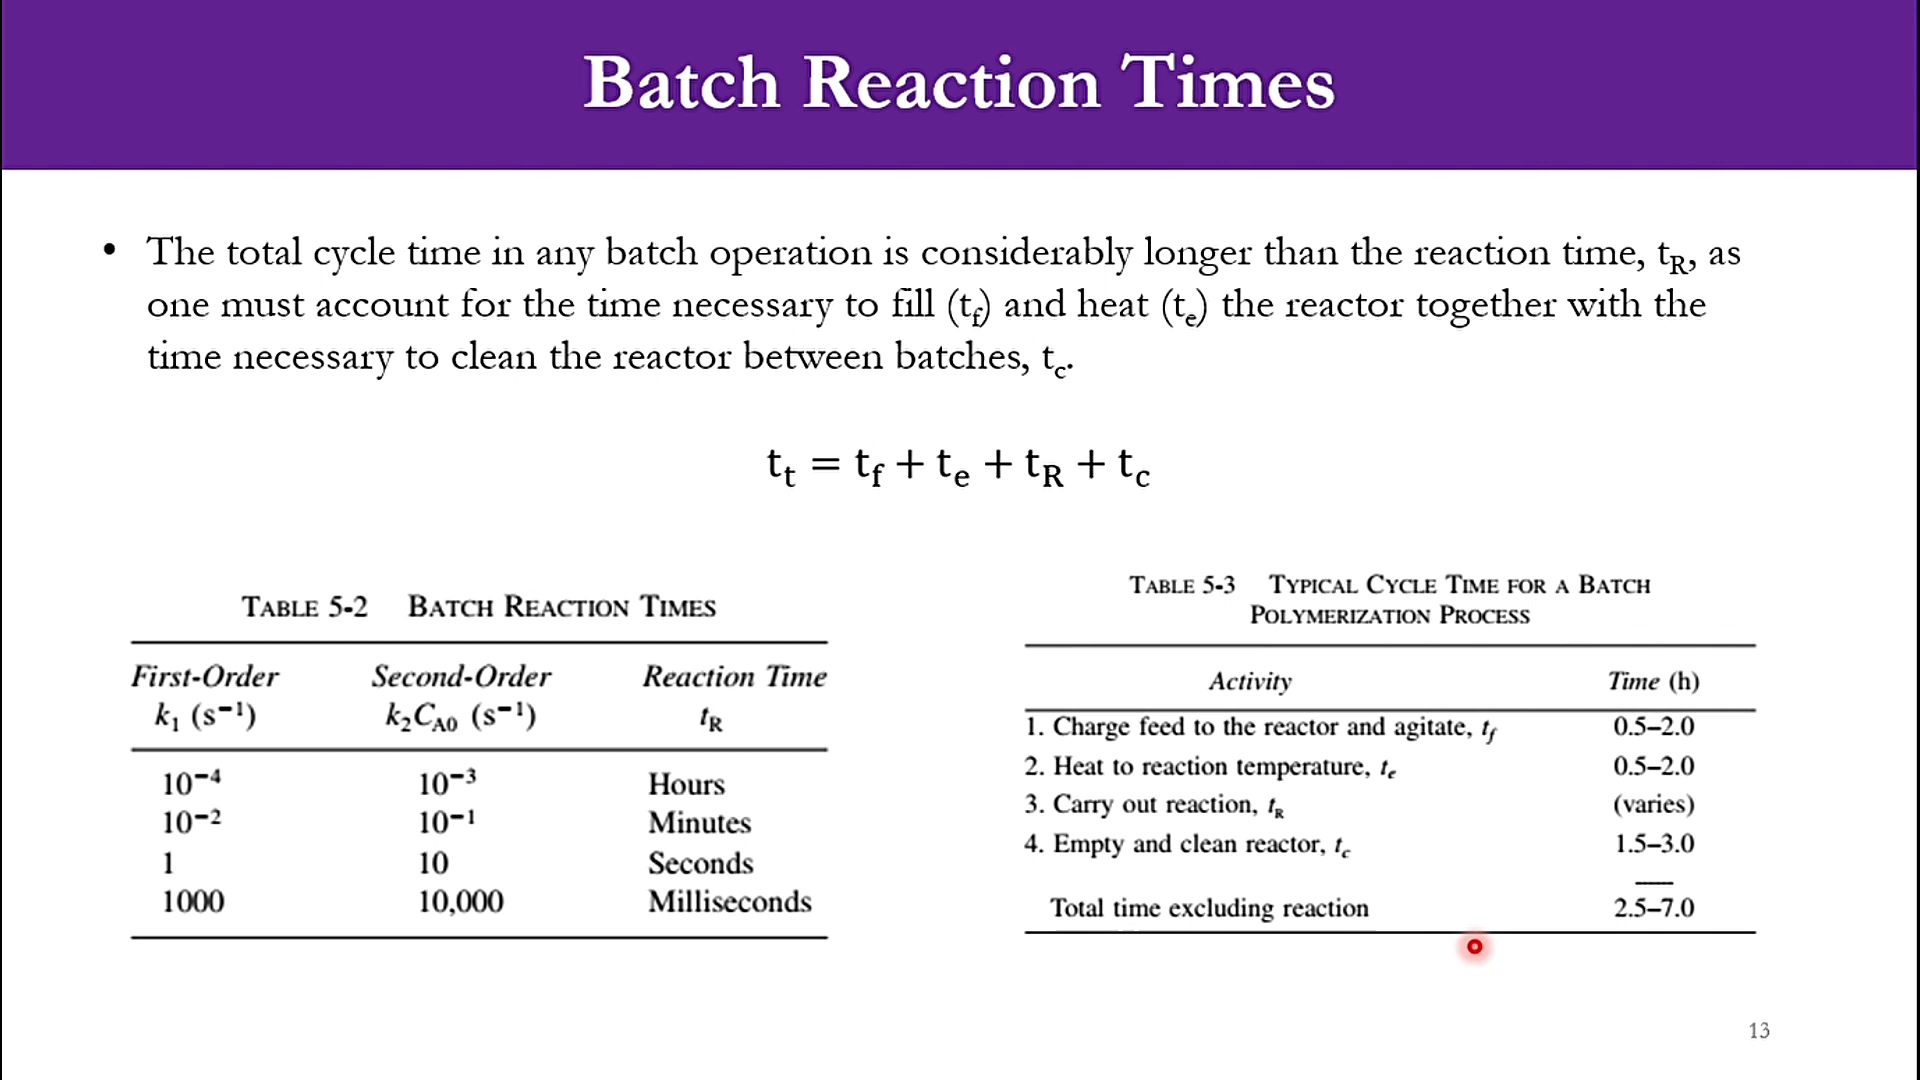 Batch Reaction Times
• The total cycle time in any batch operation is considerably longer than the reaction time, tR, as
one must account for the time necessary to fill (tf) and heat (te) the reactor together with the
time necessary to clean the reactor between batches, tc.
tt = tf + te + tR + tc
TABLE 5-2 BATCH REACTION TIMES
First-Order Second-Order Reaction Time
k₁ (s⁻¹) k₂CA0 (s⁻¹) tR
10⁻⁴ 10⁻³ Hours
10⁻² 10⁻¹ Minutes
1 10 Seconds
1000 10,000 Milliseconds
TABLE 5-3 TYPICAL CYCLE TIME FOR A BATCH
POLYMERIZATION PROCESS
Activity Time (h)
1. Charge feed to the reactor and agitate, tf 0.5–2.0
2. Heat to reaction temperature, te 0.5–2.0
3. Carry out reaction, tR (varies)
4. Empty and clean reactor, tc 1.5–3.0
Total time excluding reaction 2.5–7.0
13